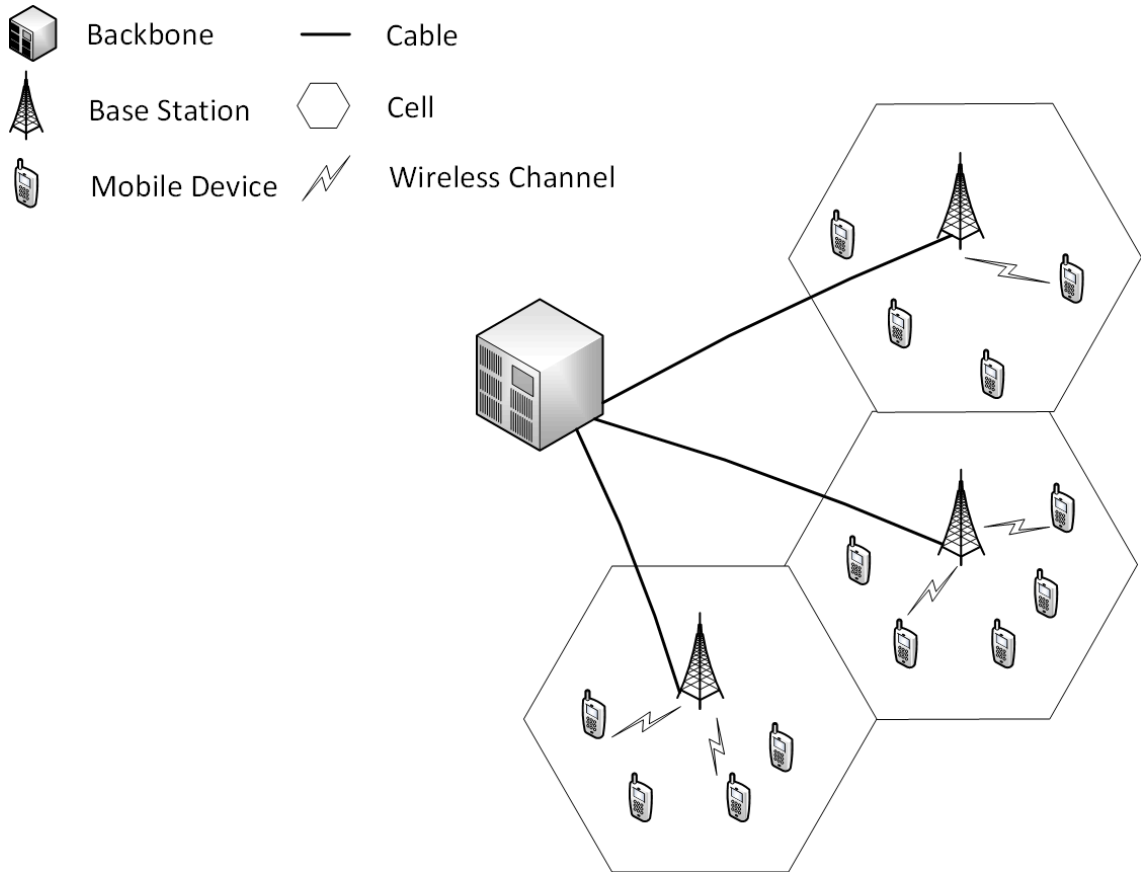 Backbone
Cable
Base Station
Cell
Mobile Device
Wireless Channel